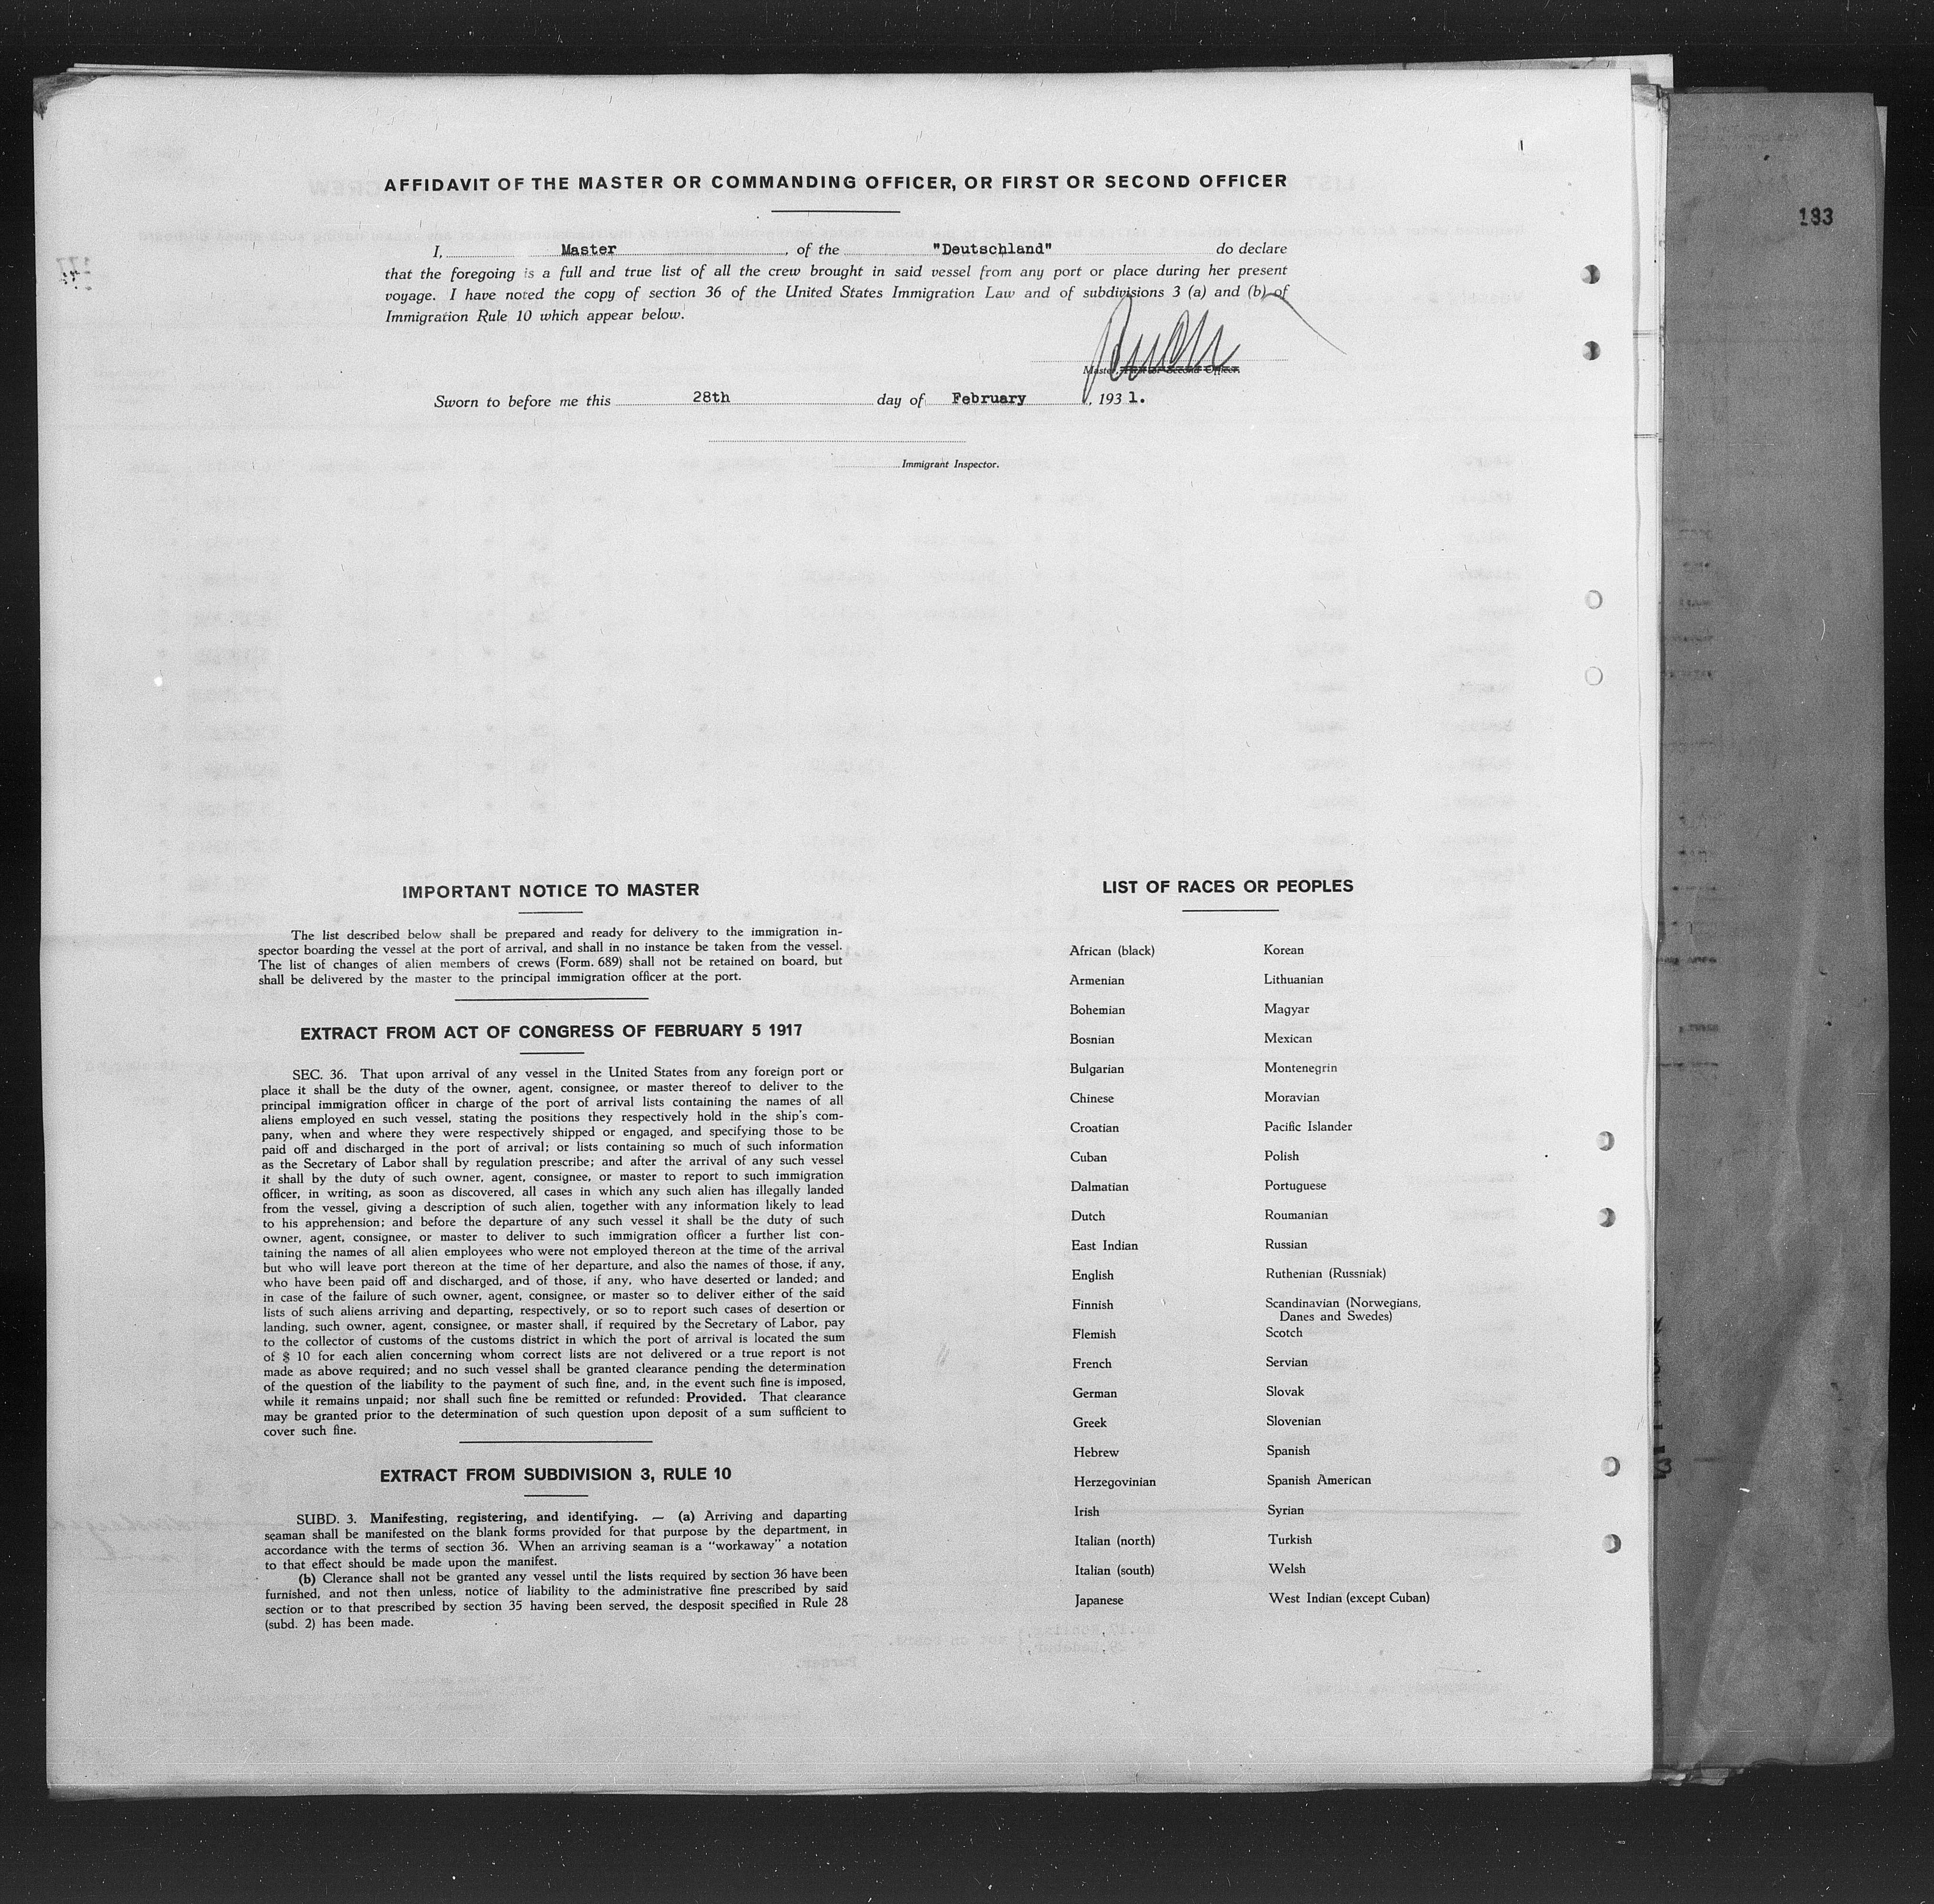 183
AFFIDAVIT OF THE MASTER OR COMMANDING OFFICER, OR FIRST OR SECOND OFFICER
I, Master, of the "Deutschland" do declare
that the foregoing is a full and true list of all the crew brought in said vessel from any port or place during her present
voyage. I have noted the copy of section 36 of the United States Immigration Law and of subdivisions 3 (a) and (b) of
Immigration Rule 10 which appear below.
Master, First or Second Officer.
Sworn to before me this 28th day of February, 1931.
Immigrant Inspector.
IMPORTANT NOTICE TO MASTER
The list described below shall be prepared and ready for delivery to the immigration in-
spector boarding the vessel at the port of arrival, and shall in no instance be taken from the vessel.
The list of changes of alien members of crews (Form. 689) shall not be retained on board, but
shall be delivered by the master to the principal immigration officer at the port.
EXTRACT FROM ACT OF CONGRESS OF FEBRUARY 5 1917
SEC. 36. That upon arrival of any vessel in the United States from any foreign port or
place it shall be the duty of the owner, agent, consignee, or master thereof to deliver to the
principal immigration officer in charge of the port of arrival lists containing the names of all
aliens employed en such vessel, stating the positions they respectively hold in the ship's com-
pany, when and where they were respectively shipped or engaged, and specifying those to be
paid off and discharged in the port of arrival; or lists containing so much of such information
as the Secretary of Labor shall by regulation prescribe; and after the arrival of any such vessel
it shall by the duty of such owner, agent, consignee, or master to report to such immigration
officer, in writing, as soon as discovered, all cases in which any such alien has illegally landed
from the vessel, giving a description of such alien, together with any information likely to lead
to his apprehension; and before the departure of any such vessel it shall be the duty of such
owner, agent, consignee, or master to deliver to such immigration officer a further list con-
taining the names of all alien employees who were not employed thereon at the time of the arrival
but who will leave port thereon at the time of her departure, and also the names of those, if any,
who have been paid off and discharged, and of those, if any, who have deserted or landed; and
in case of the failure of such owner, agent, consignee, or master so to deliver either of the said
lists of such aliens arriving and departing, respectively, or so to report such cases of desertion or
landing, such owner, agent, consignee, or master shall, if required by the Secretary of Labor, pay
to the collector of customs of the customs district in which the port of arrival is located the sum
of $ 10 for each alien concerning whom correct lists are not delivered or a true report is not
made as above required; and no such vessel shall be granted clearance pending the determination
of the question of the liability to the payment of such fine, and, in the event such fine is imposed,
while it remains unpaid; nor shall such fine be remitted or refunded: Provided. That clearance
may be granted prior to the determination of such question upon deposit of a sum sufficient to
cover such fine.
EXTRACT FROM SUBDIVISION 3, RULE 10
SUBD. 3. Manifesting, registering, and identifying. — (a) Arriving and daparting
seaman shall be manifested on the blank forms provided for that purpose by the department, in
accordance with the terms of section 36. When an arriving seaman is a "workaway" a notation
to that effect should be made upon the manifest.
(b) Clerance shall not be granted any vessel until the lists required by section 36 have been
furnished, and not then unless, notice of liability to the administrative fine prescribed by said
section or to that prescribed by section 35 having been served, the desposit specified in Rule 28
(subd. 2) has been made.
LIST OF RACES OR PEOPLES
African (black)
Armenian
Bohemian
Bosnian
Bulgarian
Chinese
Croatian
Cuban
Dalmatian
Dutch
East Indian
English
Finnish
Flemish
French
German
Greek
Hebrew
Herzegovinian
Irish
Italian (north)
Italian (south)
Japanese
Korean
Lithuanian
Magyar
Mexican
Montenegrin
Moravian
Pacific Islander
Polish
Portuguese
Roumanian
Russian
Ruthenian (Russniak)
Scandinavian (Norwegians,
Danes and Swedes)
Scotch
Servian
Slovak
Slovenian
Spanish
Spanish American
Syrian
Turkish
Welsh
West Indian (except Cuban)